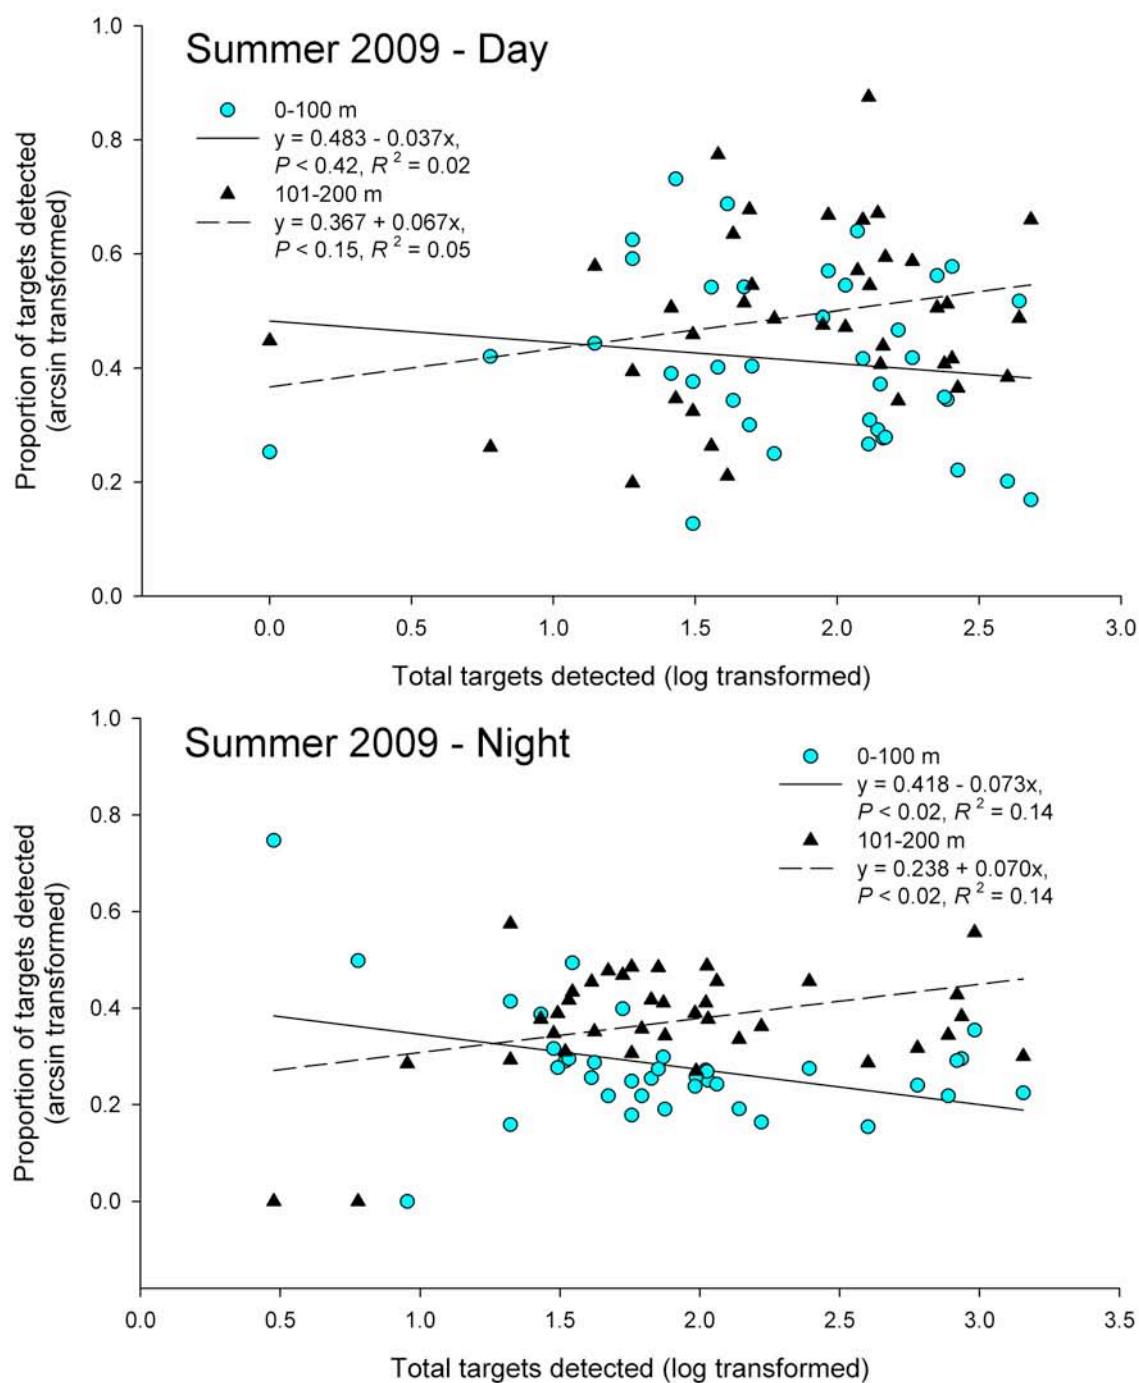 Summer 2009 - Day
0-100 m
y = 0.483 - 0.037x,
P < 0.42, R² = 0.02
101-200 m
y = 0.367 + 0.067x,
P < 0.15, R² = 0.05
1.0
0.8
0.6
0.4
0.2
0.0
Proportion of targets detected
(arcsin transformed)
0.0 0.5 1.0 1.5 2.0 2.5 3.0
Total targets detected (log transformed)
Summer 2009 - Night
0-100 m
y = 0.418 - 0.073x,
P < 0.02, R² = 0.14
101-200 m
y = 0.238 + 0.070x,
P < 0.02, R² = 0.14
1.0
0.8
0.6
0.4
0.2
0.0
Proportion of targets detected
(arcsin transformed)
0.0 0.5 1.0 1.5 2.0 2.5 3.0 3.5
Total targets detected (log transformed)